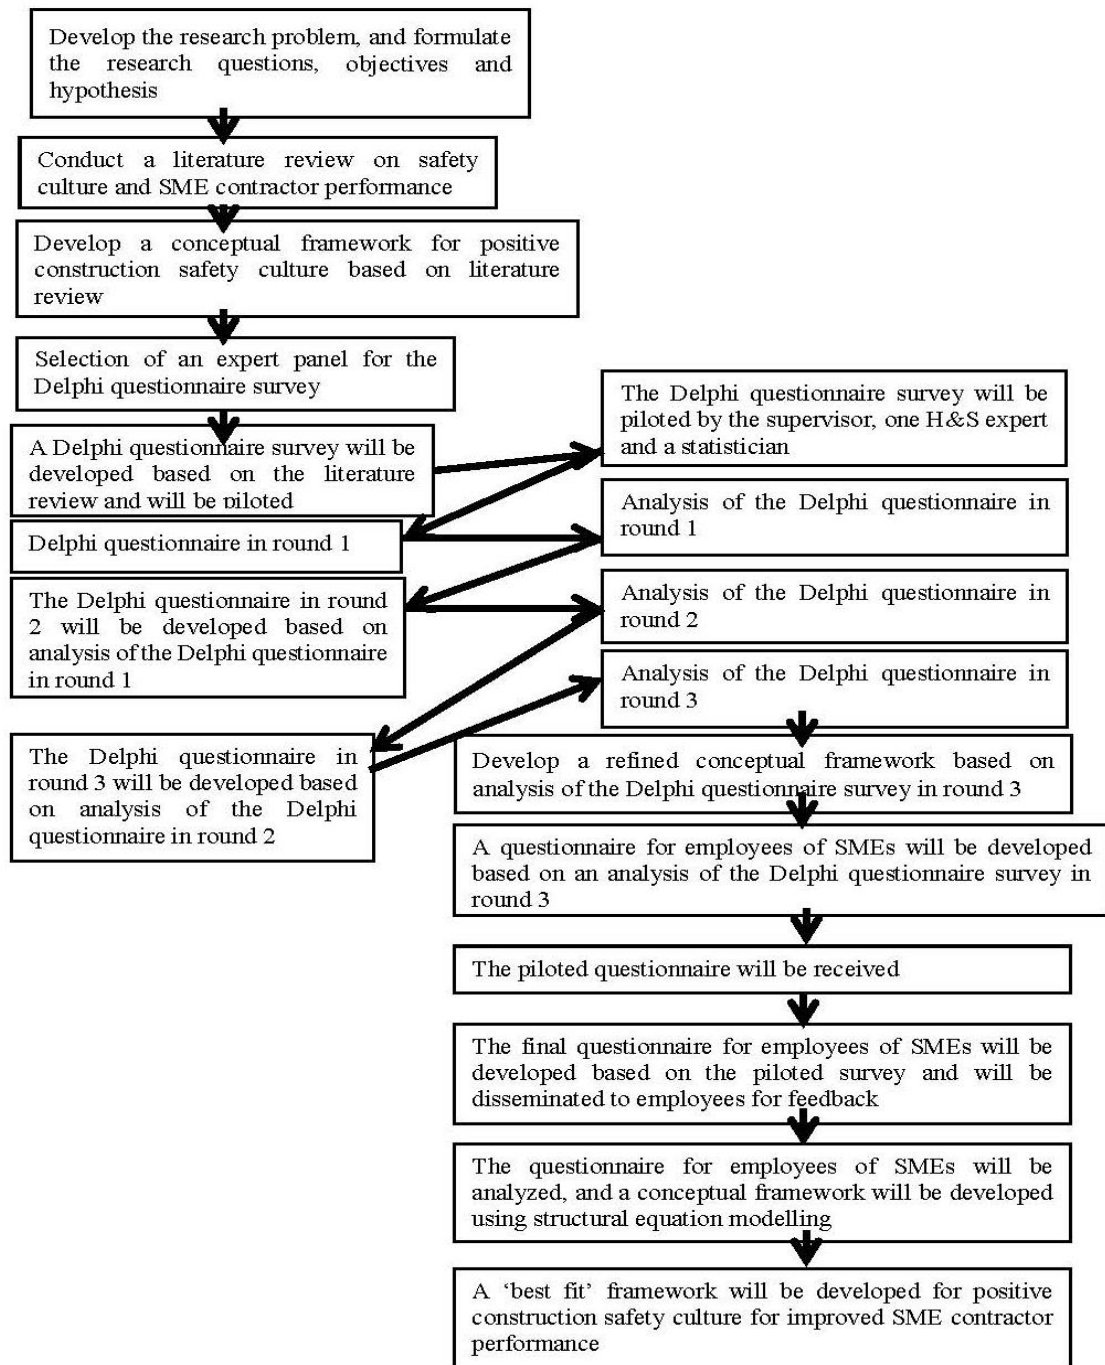 Develop the research problem, and formulate
the research questions, objectives and
hypothesis
Conduct a literature review on safety
culture and SME contractor performance
Develop a conceptual framework for positive
construction safety culture based on literature
review
Selection of an expert panel for the
Delphi questionnaire survey
A Delphi questionnaire survey will be
developed based on the literature
review and will be piloted
The Delphi questionnaire survey will be
piloted by the supervisor, one H&S expert
and a statistician
Delphi questionnaire in round 1
Analysis of the Delphi questionnaire in
round 1
The Delphi questionnaire in round
2 will be developed based on
analysis of the Delphi questionnaire
in round 1
Analysis of the Delphi questionnaire in
round 2
The Delphi questionnaire in
round 3 will be developed based
on analysis of the Delphi
questionnaire in round 2
Analysis of the Delphi questionnaire in
round 3
Develop a refined conceptual framework based on
analysis of the Delphi questionnaire survey in round 3
A questionnaire for employees of SMEs will be developed
based on an analysis of the Delphi questionnaire survey in
round 3
The piloted questionnaire will be received
The final questionnaire for employees of SMEs will be
developed based on the piloted survey and will be
disseminated to employees for feedback
The questionnaire for employees of SMEs will be
analyzed, and a conceptual framework will be developed
using structural equation modelling
A ‘best fit’ framework will be developed for positive
construction safety culture for improved SME contractor
performance